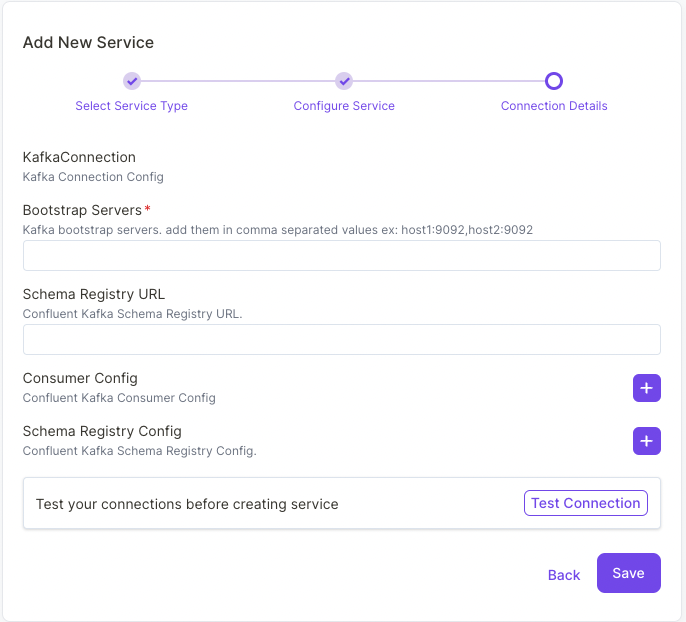 Add New Service
Select Service Type
Configure Service
Connection Details
KafkaConnection
Kafka Connection Config
Bootstrap Servers*
Kafka bootstrap servers. add them in comma separated values ex: host1:9092,host2:9092
Schema Registry URL
Confluent Kafka Schema Registry URL.
Consumer Config
Confluent Kafka Consumer Config
Schema Registry Config
Confluent Kafka Schema Registry Config.
Test your connections before creating service
Test Connection
Back
Save